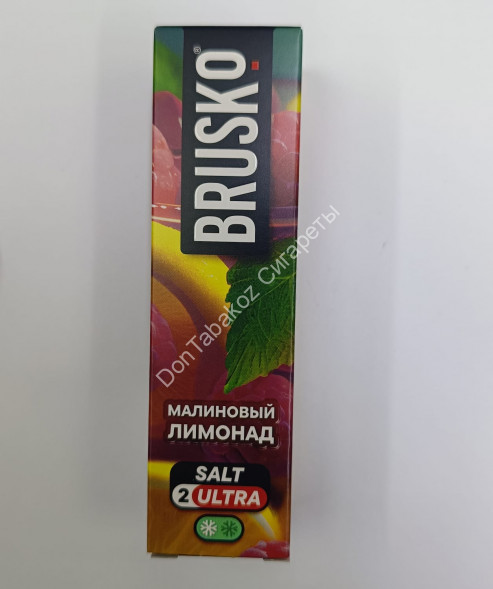 BRUSKO®
DonTabakoz Сигареты
МАЛИНОВЫЙ
ЛИМОНАД
SALT
2 ULTRA